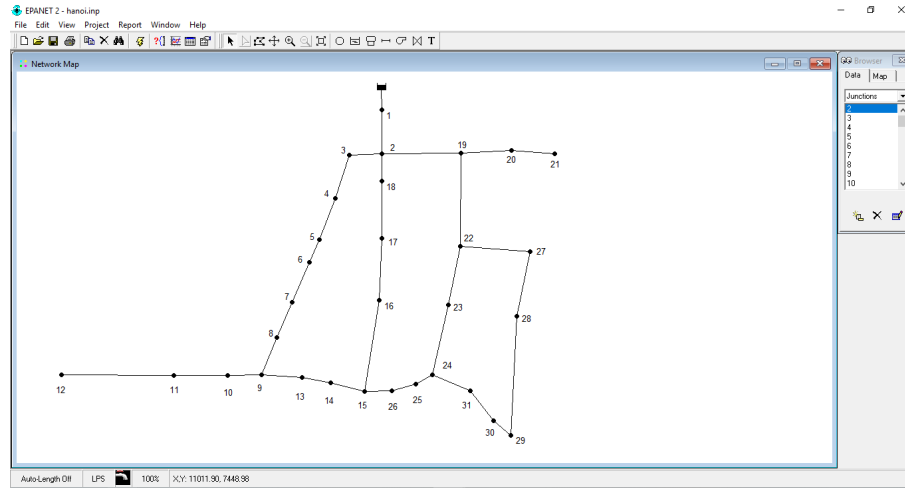 EPANET 2 - hanoi.inp
File Edit View Project Report Window Help
T
Network Map
Browser
Data Map
Junctions
2
3
4
5
6
7
8
9
10
1
3 2 19 20 21
4 18
5 17 22 27
6
7 16 23 28
8
12 11 10 9 13 14 15 26 25 24 31
30 29
Auto-Length Off LPS 100% X,Y: 11011.90, 7448.98